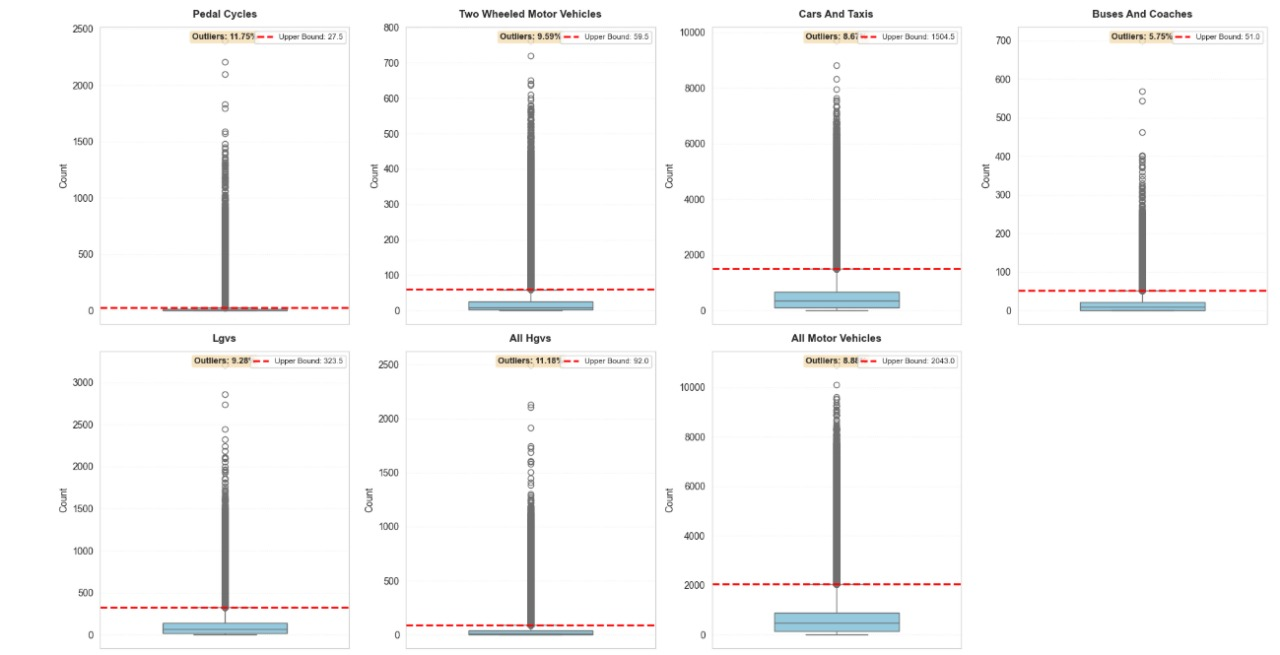 Pedal Cycles
Two Wheeled Motor Vehicles
Cars And Taxis
Buses And Coaches
Outliers: 11.75%
Upper Bound: 27.5
Outliers: 9.59%
Upper Bound: 59.5
Outliers: 8.67
Upper Bound: 1504.5
Outliers: 5.75%
Upper Bound: 51.0
Count
2500
2000
1500
1000
500
0
Count
800
700
600
500
400
300
200
100
0
Count
10000
8000
6000
4000
2000
0
Count
700
600
500
400
300
200
100
0
Lgvs
All Hgvs
All Motor Vehicles
Outliers: 9.28
Upper Bound: 323.5
Outliers: 11.18%
Upper Bound: 92.0
Outliers: 8.88
Upper Bound: 2043.0
Count
3000
2500
2000
1500
1000
500
0
Count
2500
2000
1500
1000
500
0
Count
10000
8000
6000
4000
2000
0